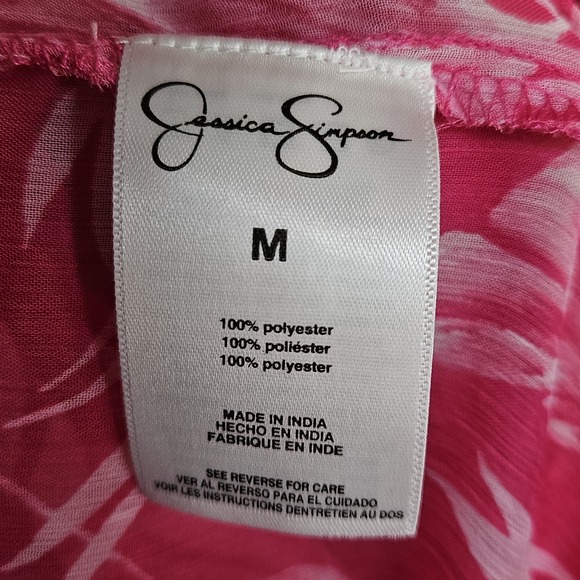 Jessica Simpson
M
100% polyester
100% poliéster
100% polyester
MADE IN INDIA
HECHO EN INDIA
FABRIQUE EN INDE
SEE REVERSE FOR CARE
VER AL REVERSO PARA EL CUIDADO
VOIR LES INSTRUCTIONS DENTRETIEN AU DOS